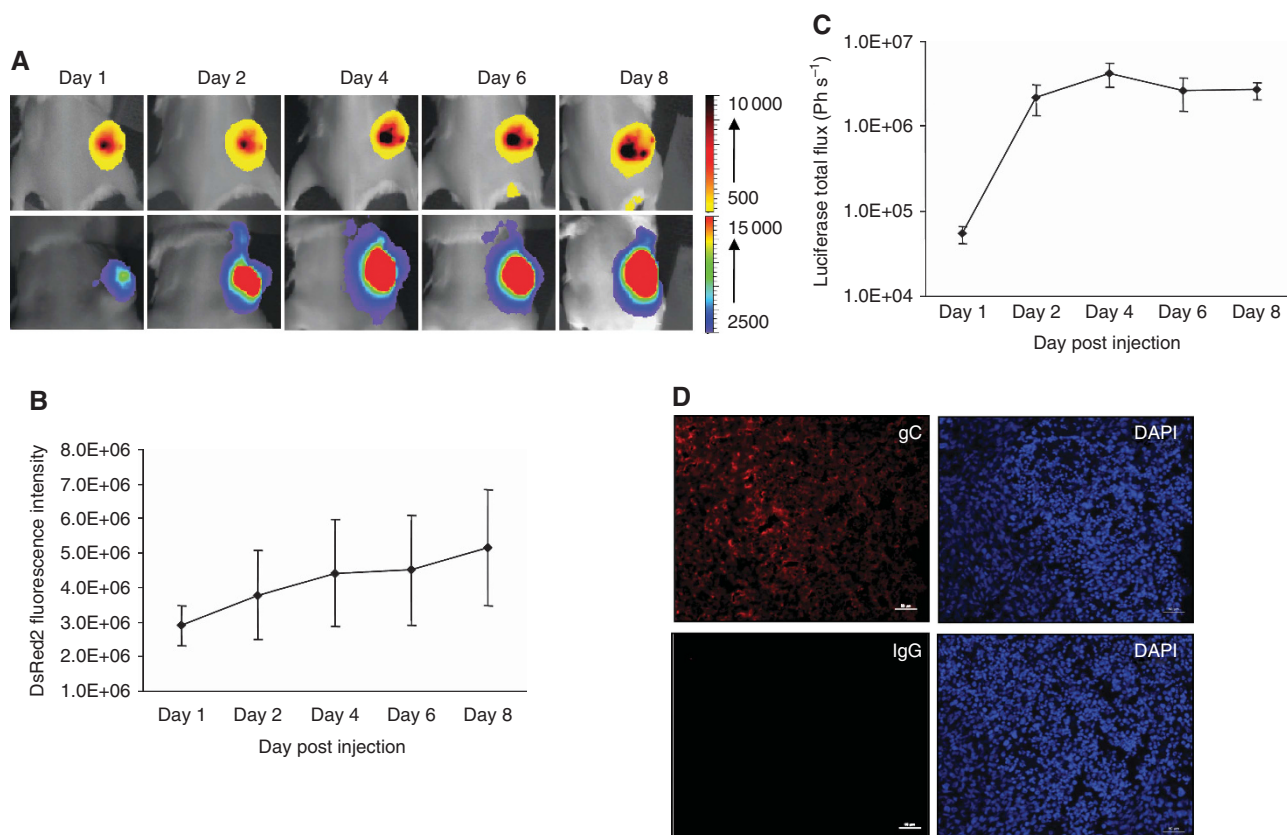 A
Day 1 Day 2 Day 4 Day 6 Day 8
10 000
500
15 000
2500
B
DsRed2 fluorescence intensity
8.0E+06
7.0E+06
6.0E+06
5.0E+06
4.0E+06
3.0E+06
2.0E+06
1.0E+06
Day 1 Day 2 Day 4 Day 6 Day 8
Day post injection
C
Luciferase total flux (Ph s⁻¹)
1.0E+07
1.0E+06
1.0E+05
1.0E+04
Day 1 Day 2 Day 4 Day 6 Day 8
Day post injection
D
gC
DAPI
IgG
DAPI